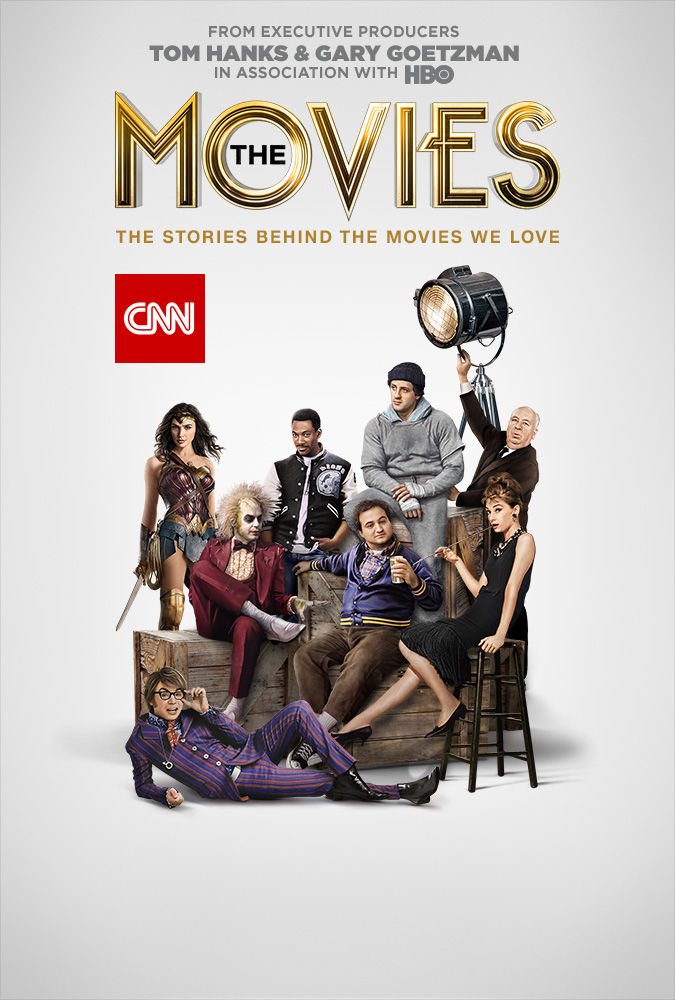 FROM EXECUTIVE PRODUCERS
TOM HANKS & GARY GOETZMAN
IN ASSOCIATION WITH HBO
THE
MOVIES
THE STORIES BEHIND THE MOVIES WE LOVE
CNN